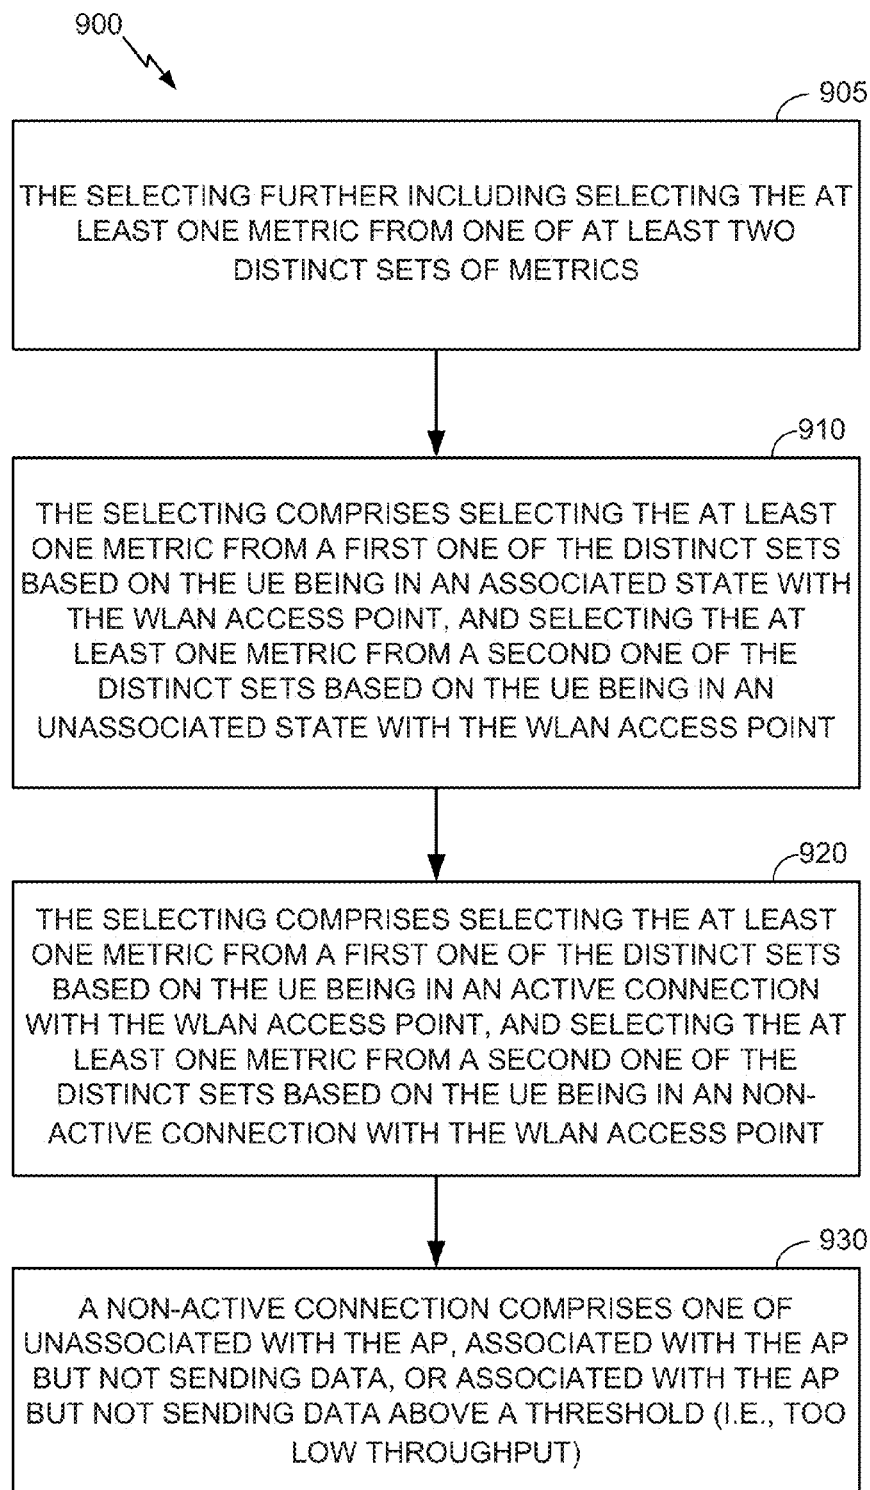 900
905
THE SELECTING FURTHER INCLUDING SELECTING THE AT
LEAST ONE METRIC FROM ONE OF AT LEAST TWO
DISTINCT SETS OF METRICS
910
THE SELECTING COMPRISES SELECTING THE AT LEAST
ONE METRIC FROM A FIRST ONE OF THE DISTINCT SETS
BASED ON THE UE BEING IN AN ASSOCIATED STATE WITH
THE WLAN ACCESS POINT, AND SELECTING THE AT
LEAST ONE METRIC FROM A SECOND ONE OF THE
DISTINCT SETS BASED ON THE UE BEING IN AN
UNASSOCIATED STATE WITH THE WLAN ACCESS POINT
920
THE SELECTING COMPRISES SELECTING THE AT LEAST
ONE METRIC FROM A FIRST ONE OF THE DISTINCT SETS
BASED ON THE UE BEING IN AN ACTIVE CONNECTION
WITH THE WLAN ACCESS POINT, AND SELECTING THE AT
LEAST ONE METRIC FROM A SECOND ONE OF THE
DISTINCT SETS BASED ON THE UE BEING IN AN NON-
ACTIVE CONNECTION WITH THE WLAN ACCESS POINT
930
A NON-ACTIVE CONNECTION COMPRISES ONE OF
UNASSOCIATED WITH THE AP, ASSOCIATED WITH THE AP
BUT NOT SENDING DATA, OR ASSOCIATED WITH THE AP
BUT NOT SENDING DATA ABOVE A THRESHOLD (I.E., TOO
LOW THROUGHPUT)